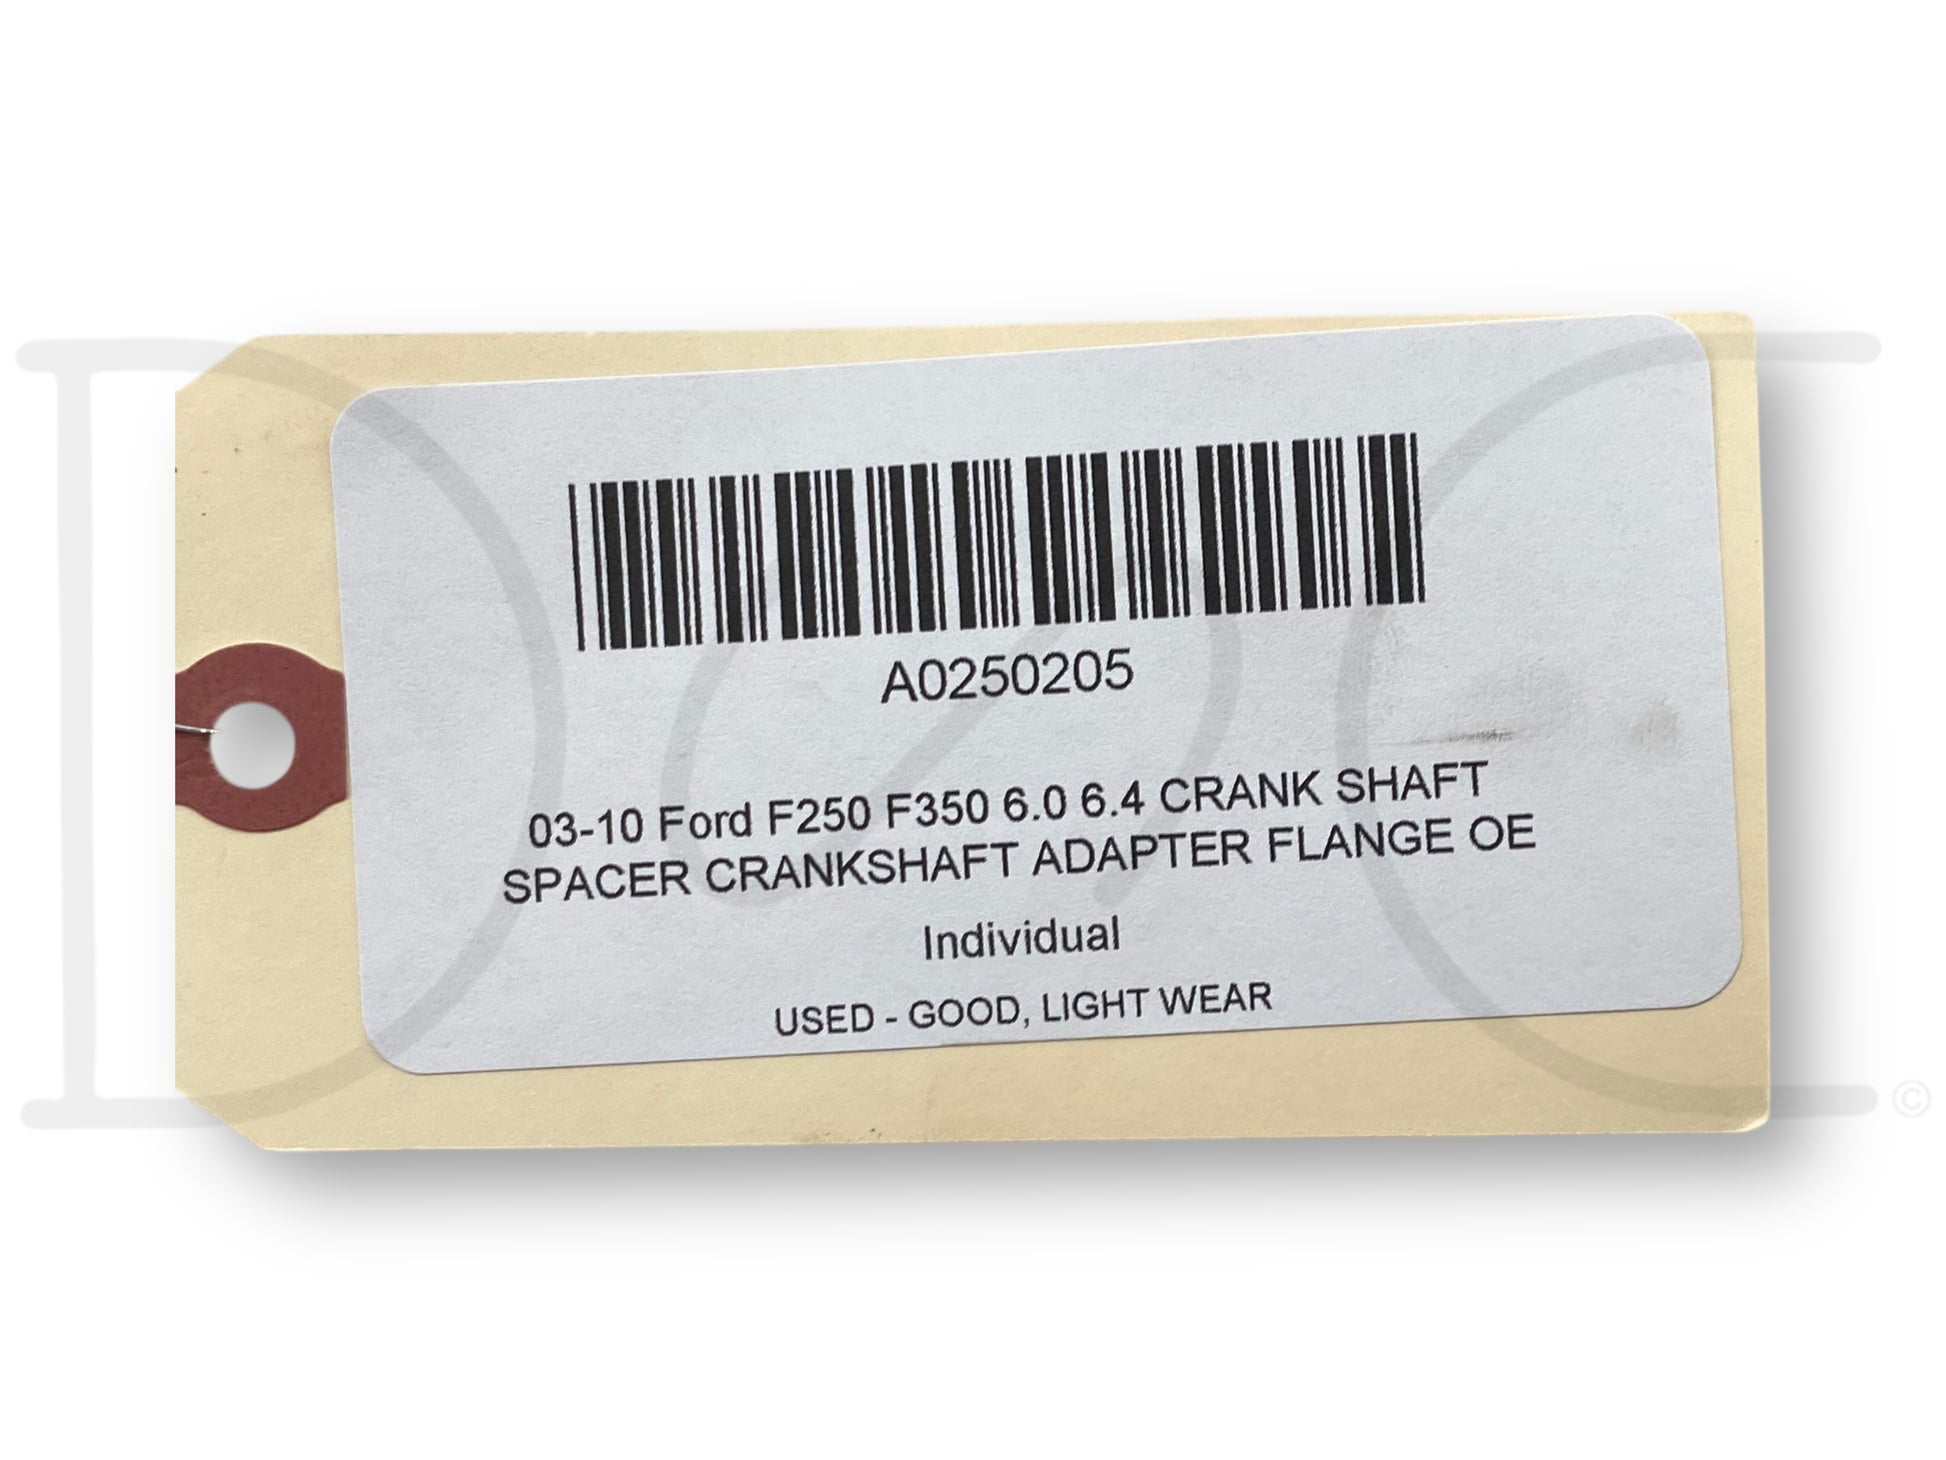 A0250205
03-10 Ford F250 F350 6.0 6.4 CRANK SHAFT
SPACER CRANKSHAFT ADAPTER FLANGE OE
Individual
USED - GOOD, LIGHT WEAR
©